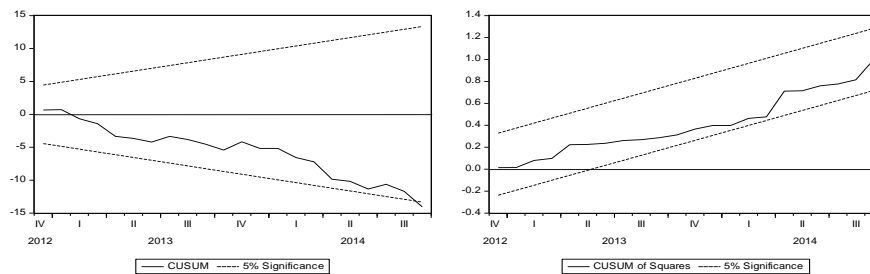 15
10
5
0
-5
-10
-15
IV I II III IV I II III
2012 2013 2014
CUSUM 5% Significance
1.4
1.2
1.0
0.8
0.6
0.4
0.2
0.0
-0.2
-0.4
IV I II III IV I II III
2012 2013 2014
CUSUM of Squares 5% Significance